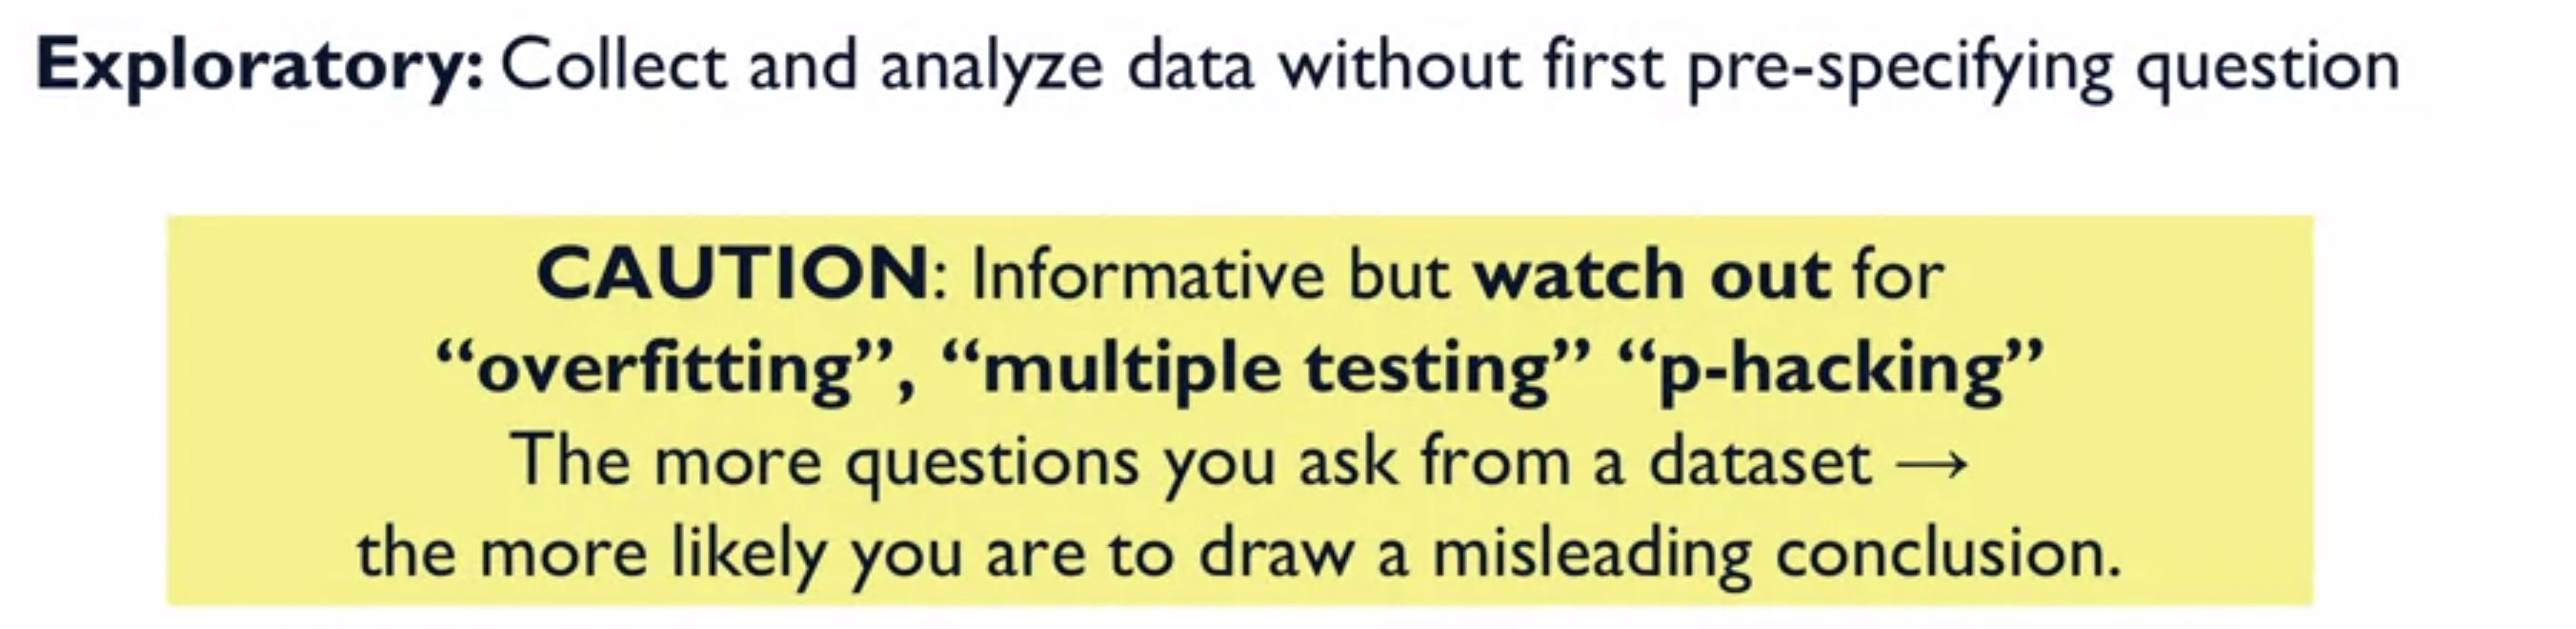 Exploratory: Collect and analyze data without first pre-specifying question
CAUTION: Informative but watch out for
“overfitting”, “multiple testing” “p-hacking”
The more questions you ask from a dataset →
the more likely you are to draw a misleading conclusion.